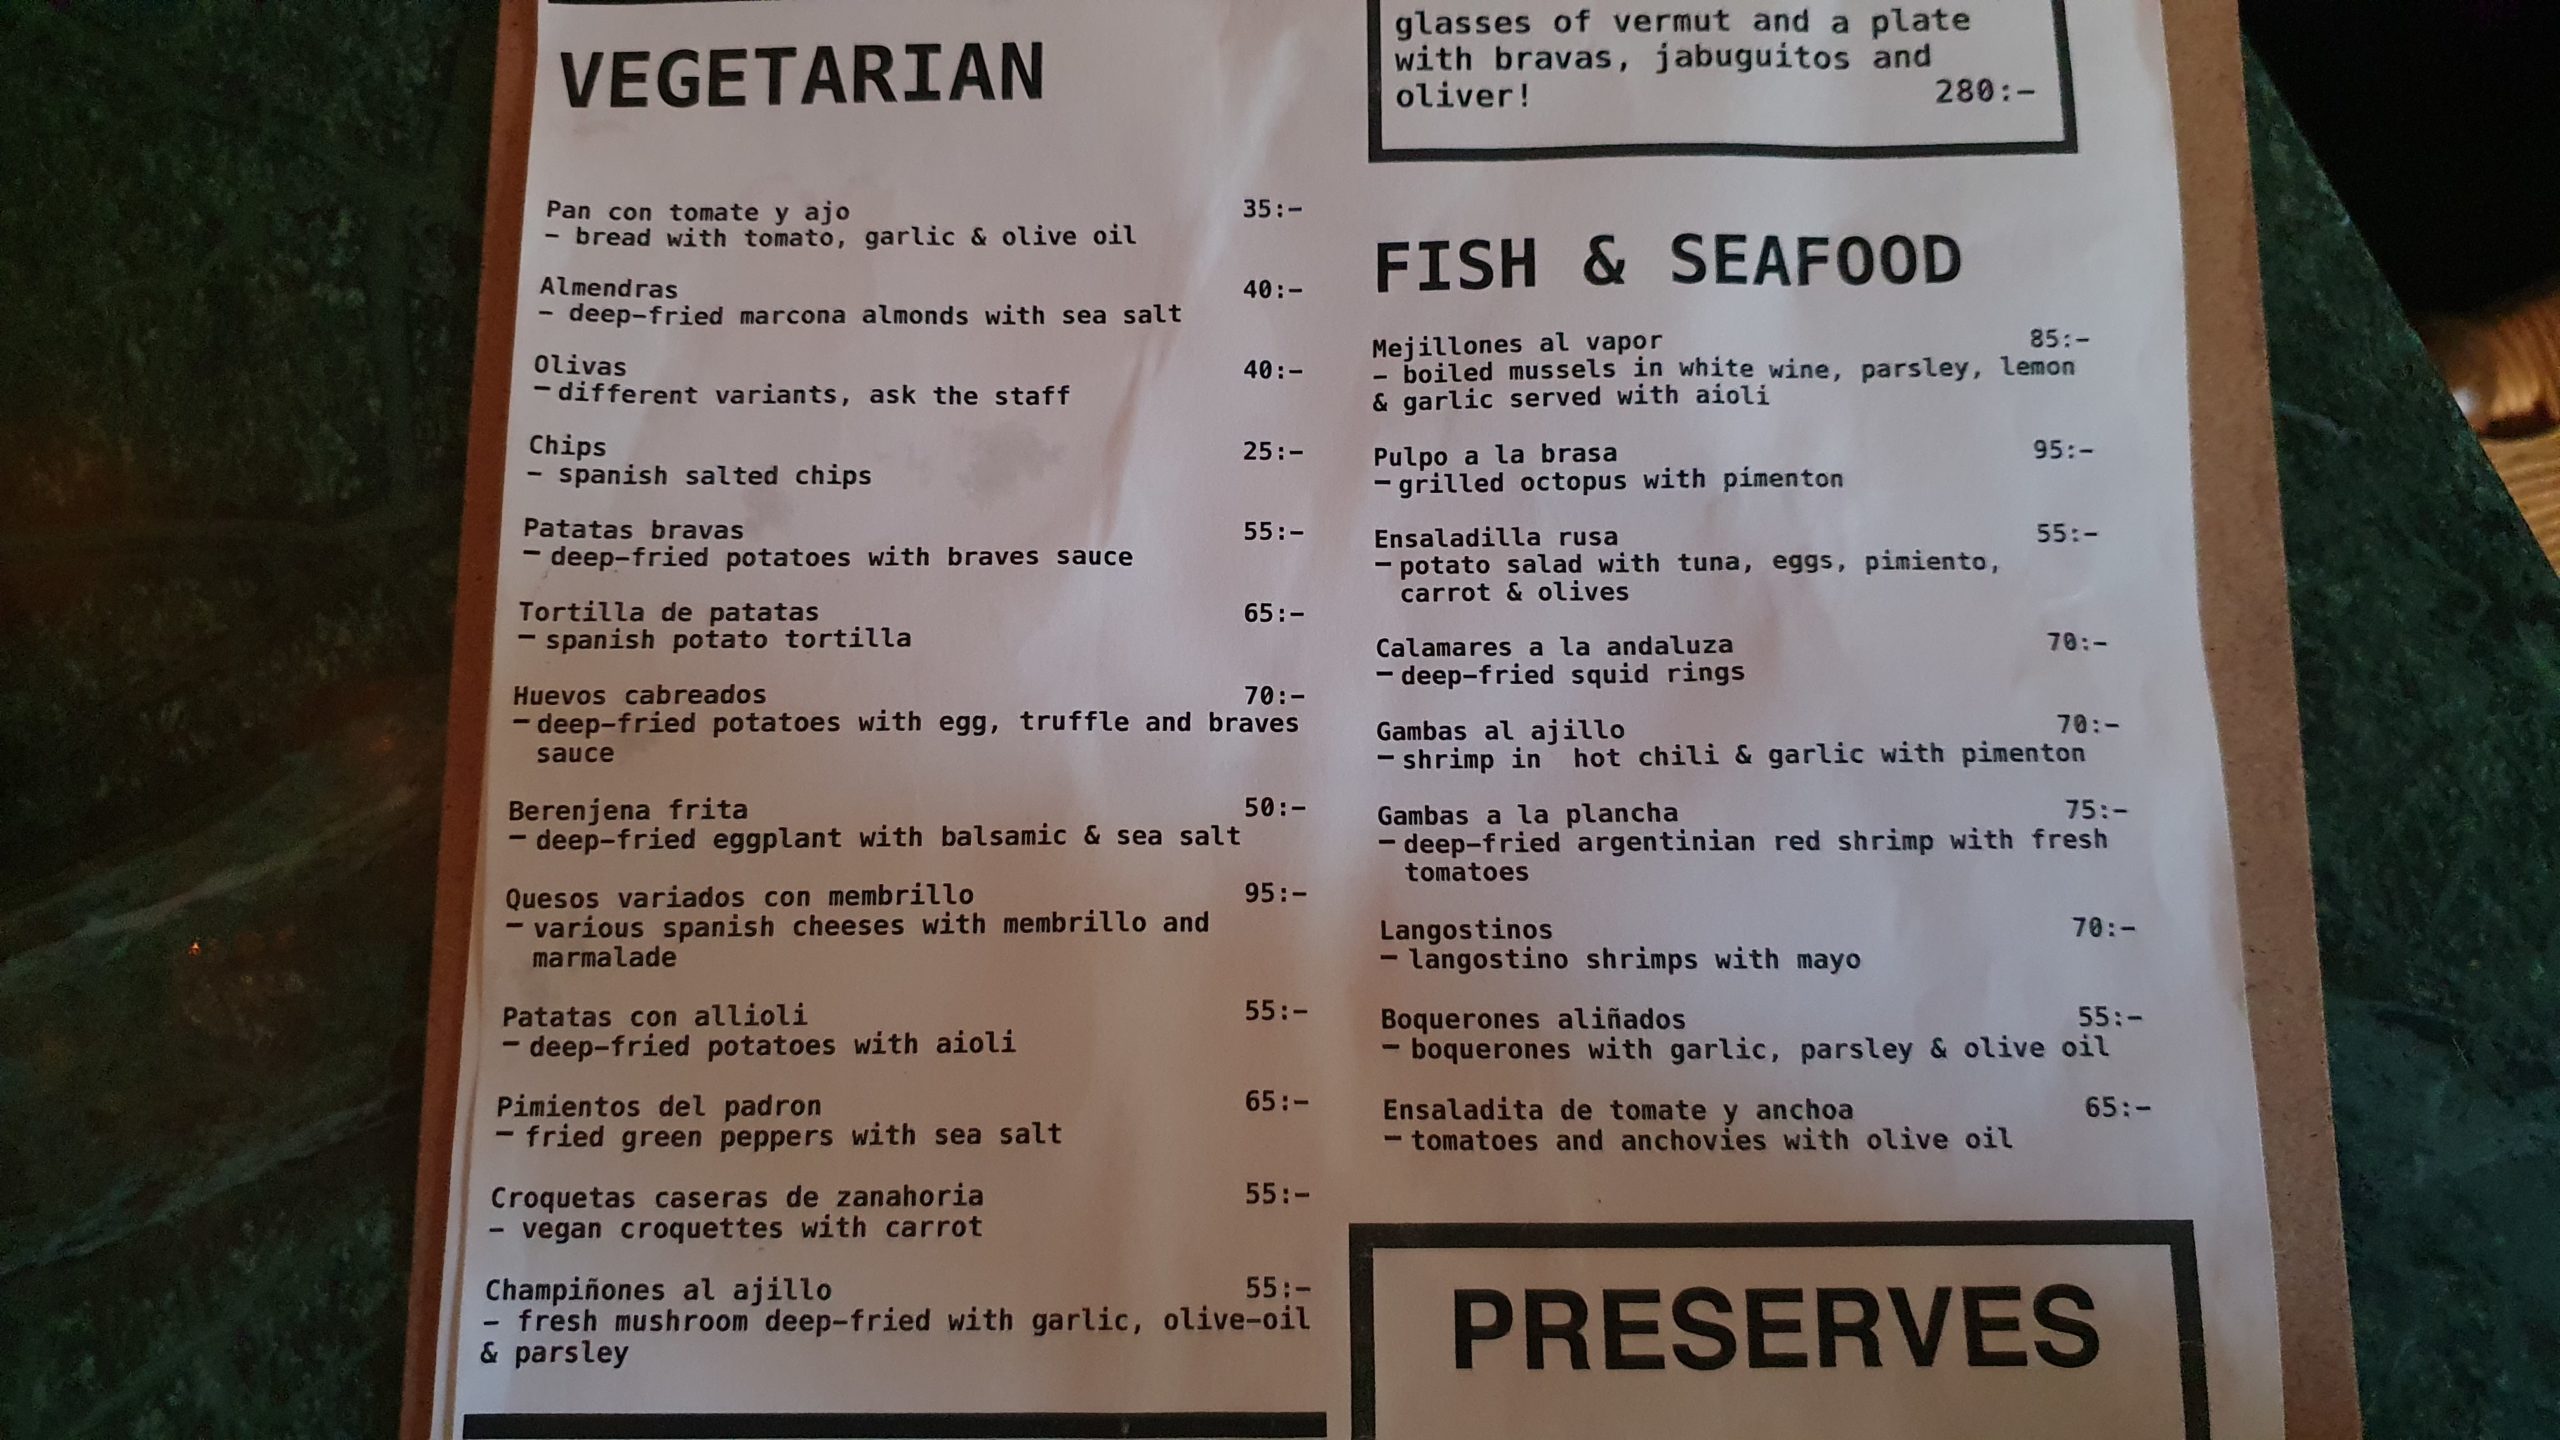 VEGETARIAN
Pan con tomate y ajo 35:-
- bread with tomato, garlic & olive oil
Almendras 40:-
- deep-fried marcona almonds with sea salt
Olivas 40:-
- different variants, ask the staff
Chips 25:-
- spanish salted chips
Patatas bravas 55:-
- deep-fried potatoes with braves sauce
Tortilla de patatas 65:-
- spanish potato tortilla
Huevos cabreados 70:-
- deep-fried potatoes with egg, truffle and braves
sauce
Berenjena frita 50:-
- deep-fried eggplant with balsamic & sea salt
Quesos variados con membrillo 95:-
- various spanish cheeses with membrillo and
marmalade
Patatas con allioli 55:-
- deep-fried potatoes with aioli
Pimientos del padron 65:-
- fried green peppers with sea salt
Croquetas caseras de zanahoria 55:-
- vegan croquettes with carrot
Champiñones al ajillo 55:-
- fresh mushroom deep-fried with garlic, olive-oil
& parsley
glasses of vermut and a plate
with bravas, jabuguitos and
oliver! 280:-
FISH & SEAFOOD
Mejillones al vapor 85:-
- boiled mussels in white wine, parsley, lemon
& garlic served with aioli
Pulpo a la brasa 95:-
- grilled octopus with pimenton
Ensaladilla rusa 55:-
- potato salad with tuna, eggs, pimiento,
carrot & olives
Calamares a la andaluza 70:-
- deep-fried squid rings
Gambas al ajillo 70:-
- shrimp in hot chili & garlic with pimenton
Gambas a la plancha 75:-
- deep-fried argentinian red shrimp with fresh
tomatoes
Langostinos 70:-
- langostino shrimps with mayo
Boquerones aliñados 55:-
- boquerones with garlic, parsley & olive oil
Ensaladita de tomate y anchoa 65:-
- tomatoes and anchovies with olive oil
PRESERVES